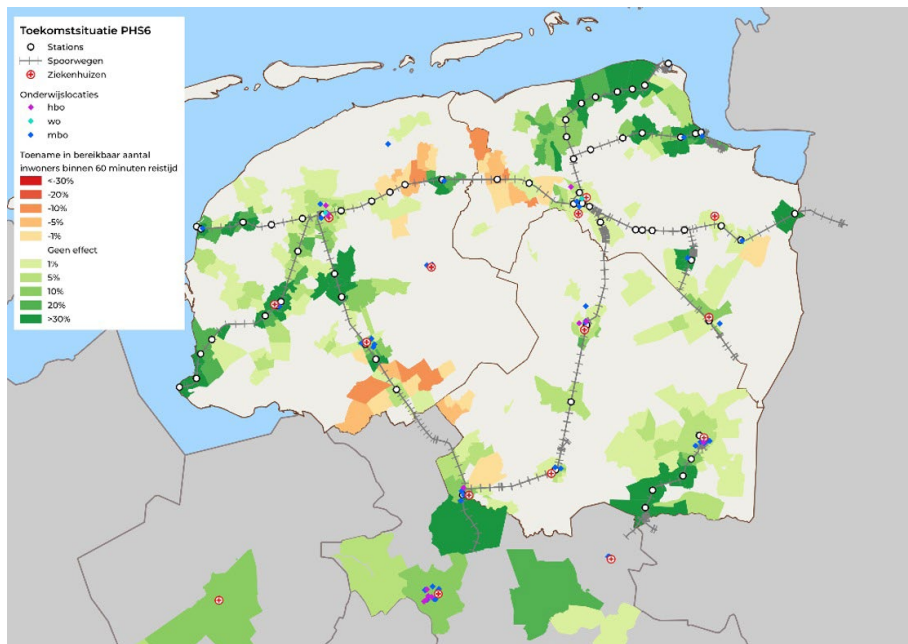 Toekomstsituatie PHS6
Stations
Spoorwegen
Ziekenhuizen
Onderwijslocaties
hbo
wo
mbo
Toename in bereikbaar aantal
inwoners binnen 60 minuten reistijd
<-30%
-20%
-10%
-5%
-1%
Geen effect
1%
5%
10%
20%
>30%